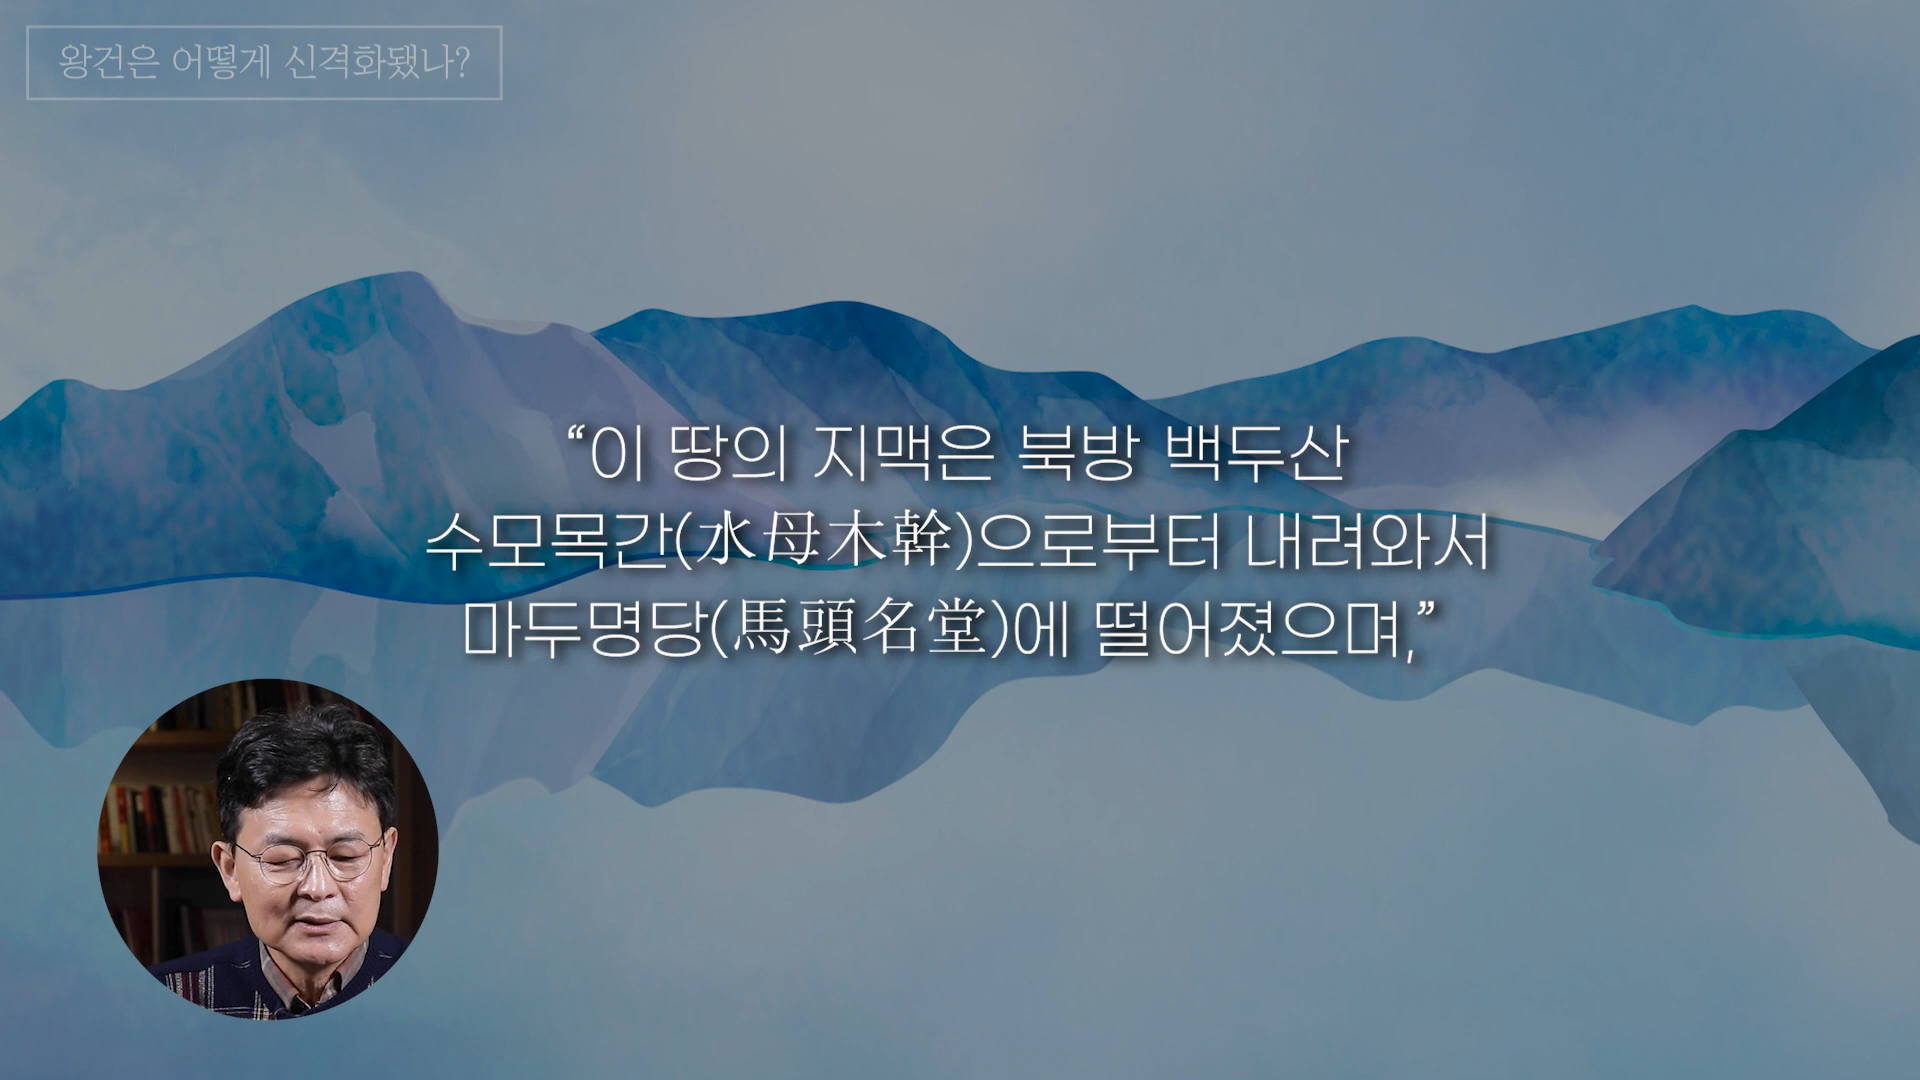 왕건은 어떻게 신격화됐나?
“이 땅의 지맥은 북방 백두산
수모목간(水母木幹)으로부터 내려와서
마두명당(馬頭名堂)에 떨어졌으며,”